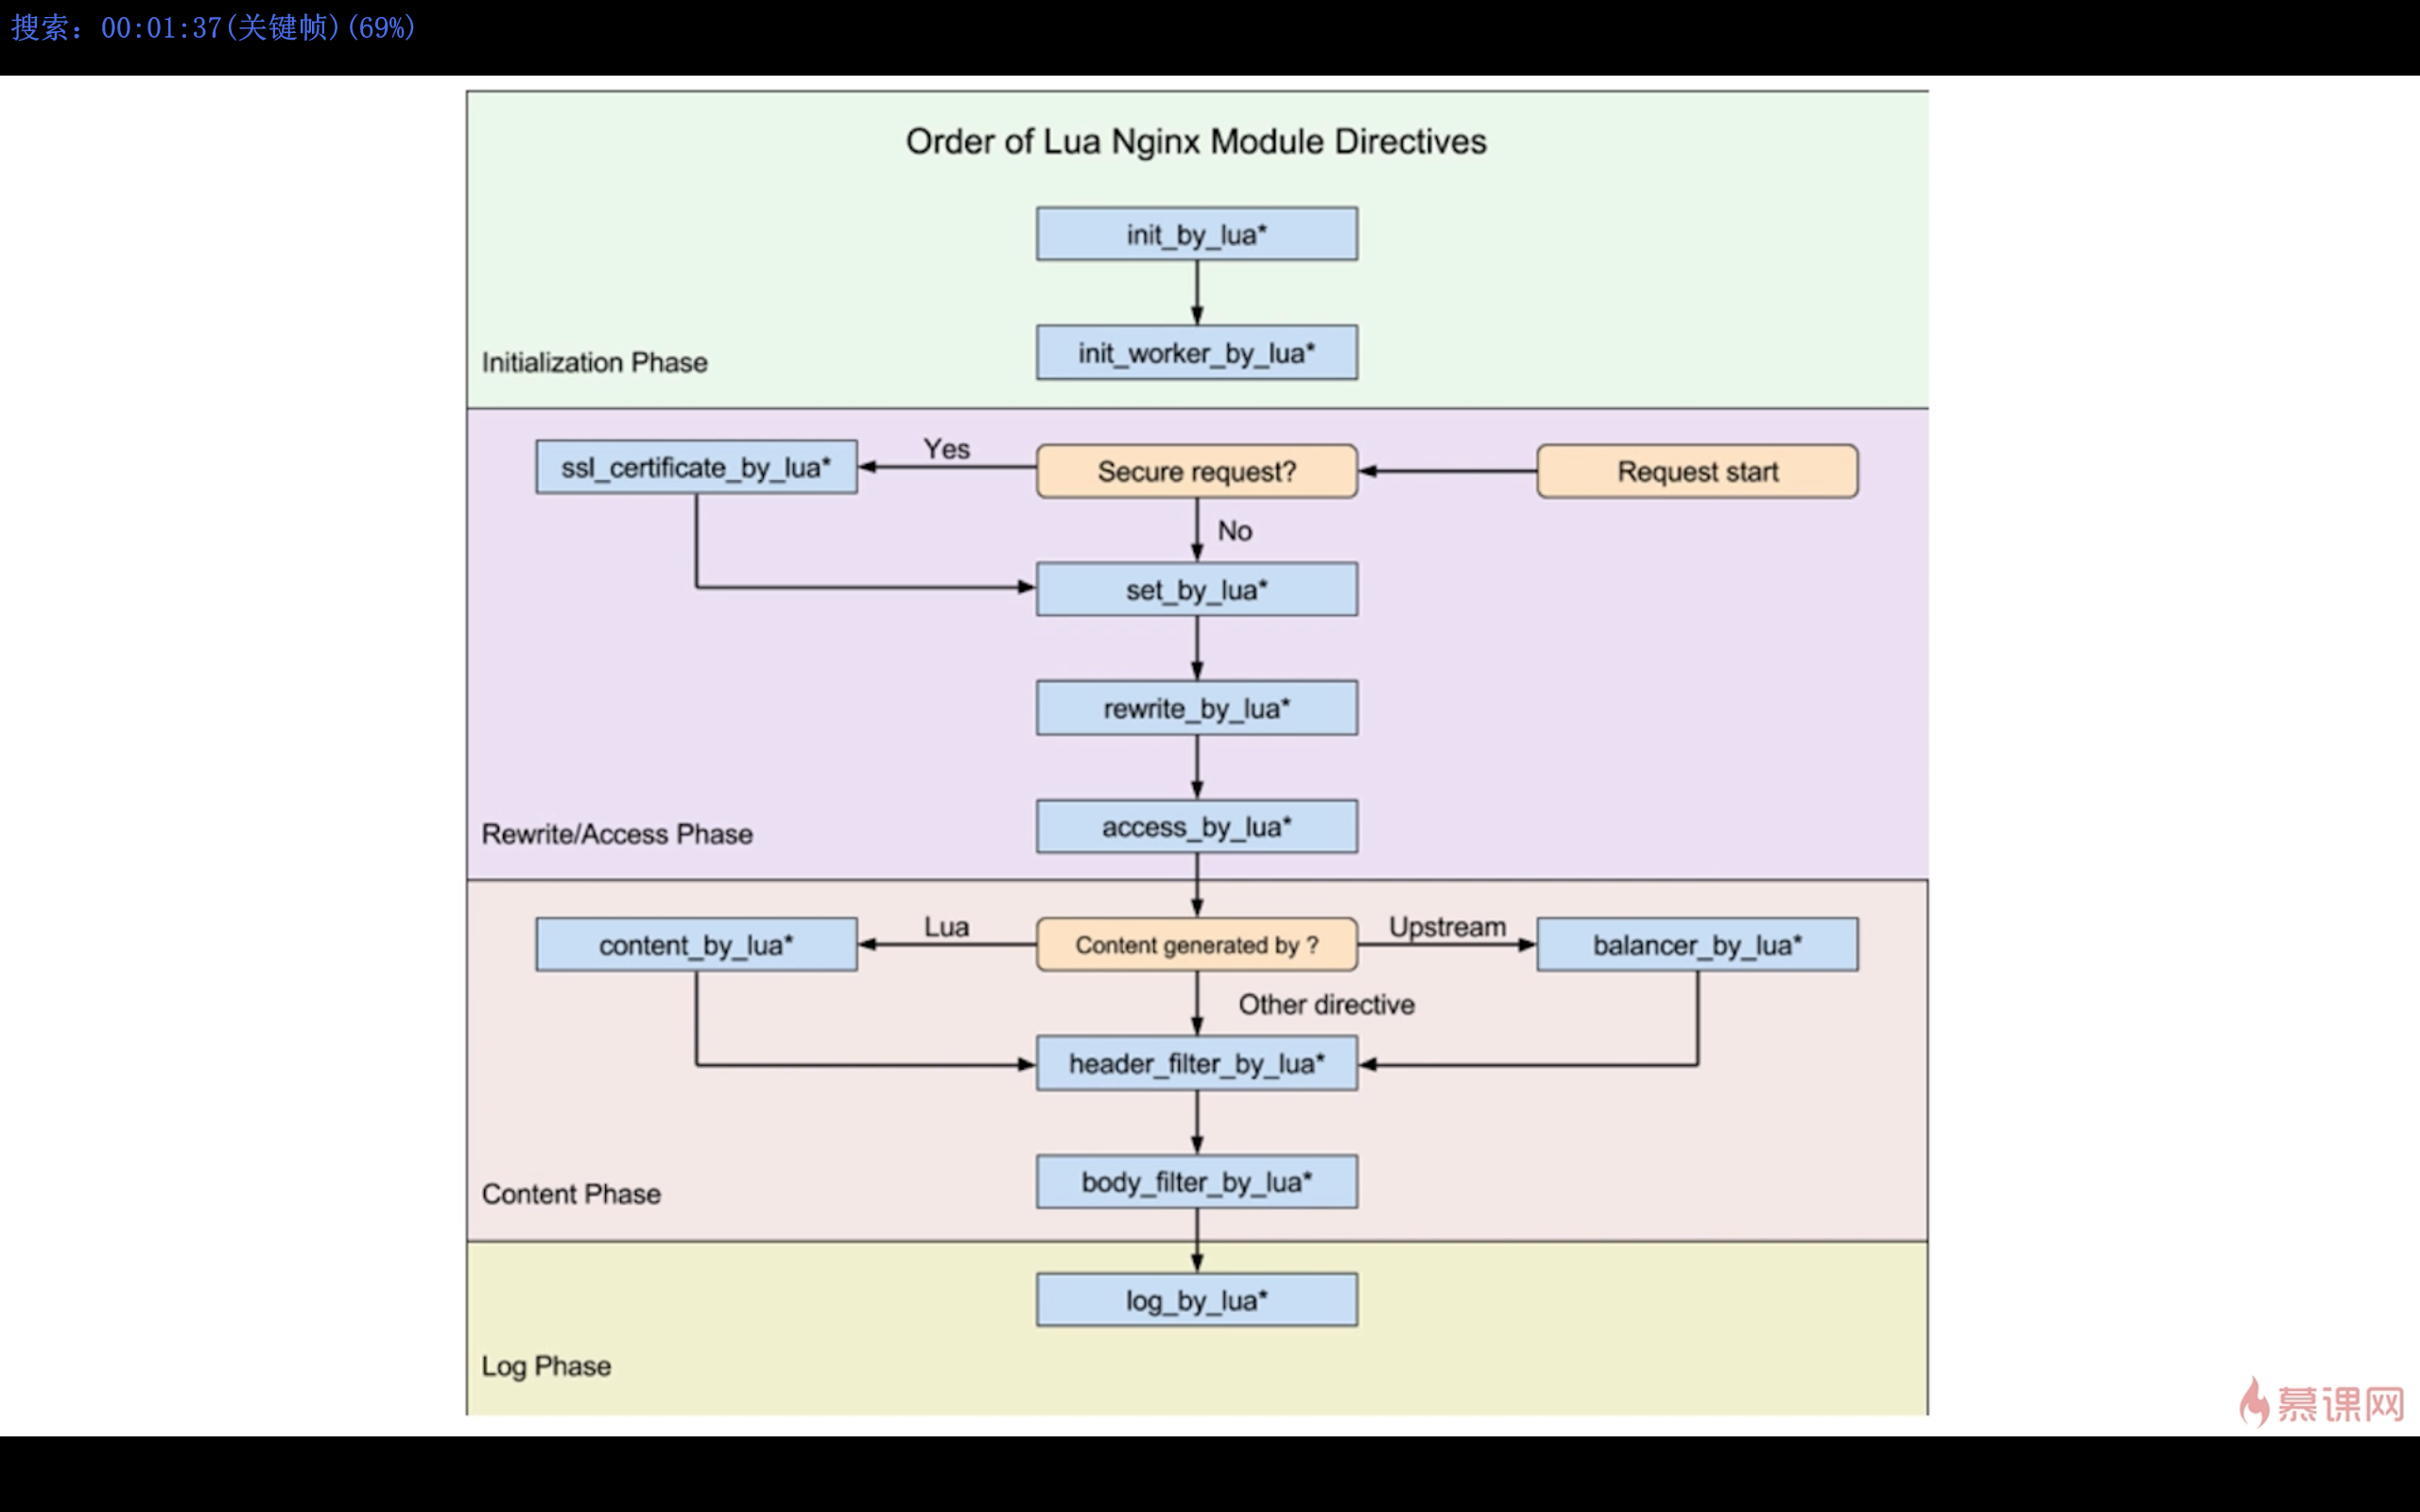 搜索: 00:01:37(关键帧)(69%)
Order of Lua Nginx Module Directives
init_by_lua*
init_worker_by_lua*
Initialization Phase
ssl_certificate_by_lua*
Yes
Secure request?
Request start
No
set_by_lua*
rewrite_by_lua*
access_by_lua*
Rewrite/Access Phase
content_by_lua*
Lua
Content generated by ?
Upstream
balancer_by_lua*
Other directive
header_filter_by_lua*
body_filter_by_lua*
Content Phase
log_by_lua*
Log Phase
慕课网